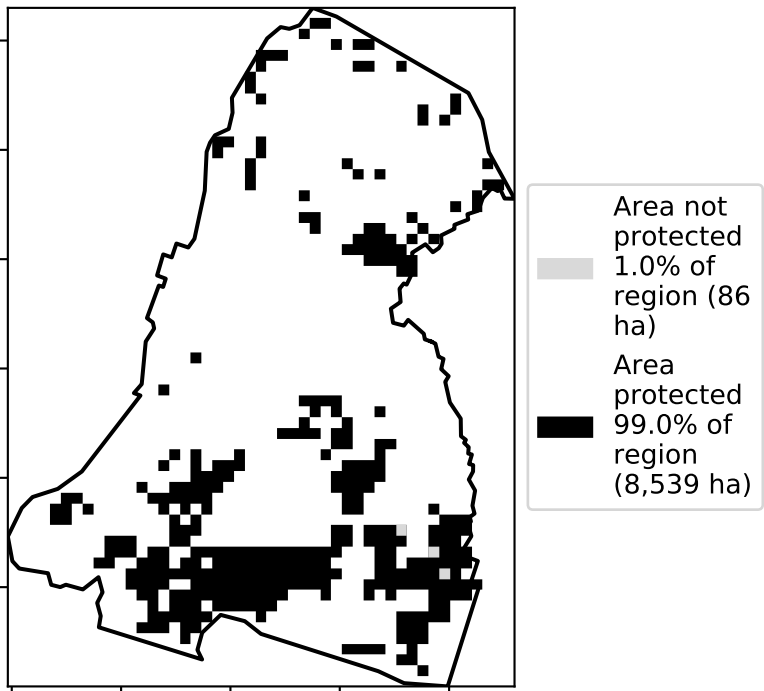 Area not
protected
1.0% of
region (86
ha)
Area
protected
99.0% of
region
(8,539 ha)